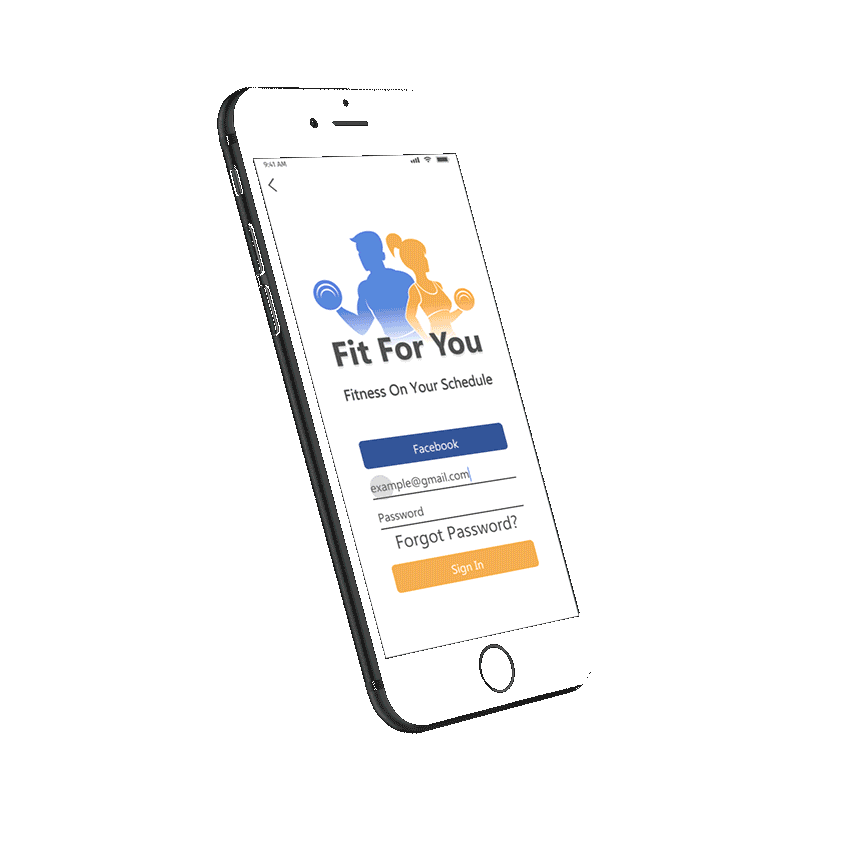 9:41 AM
Fit For You
Fitness On Your Schedule
Facebook
example@gmail.com
Password
Forgot Password?
Sign In